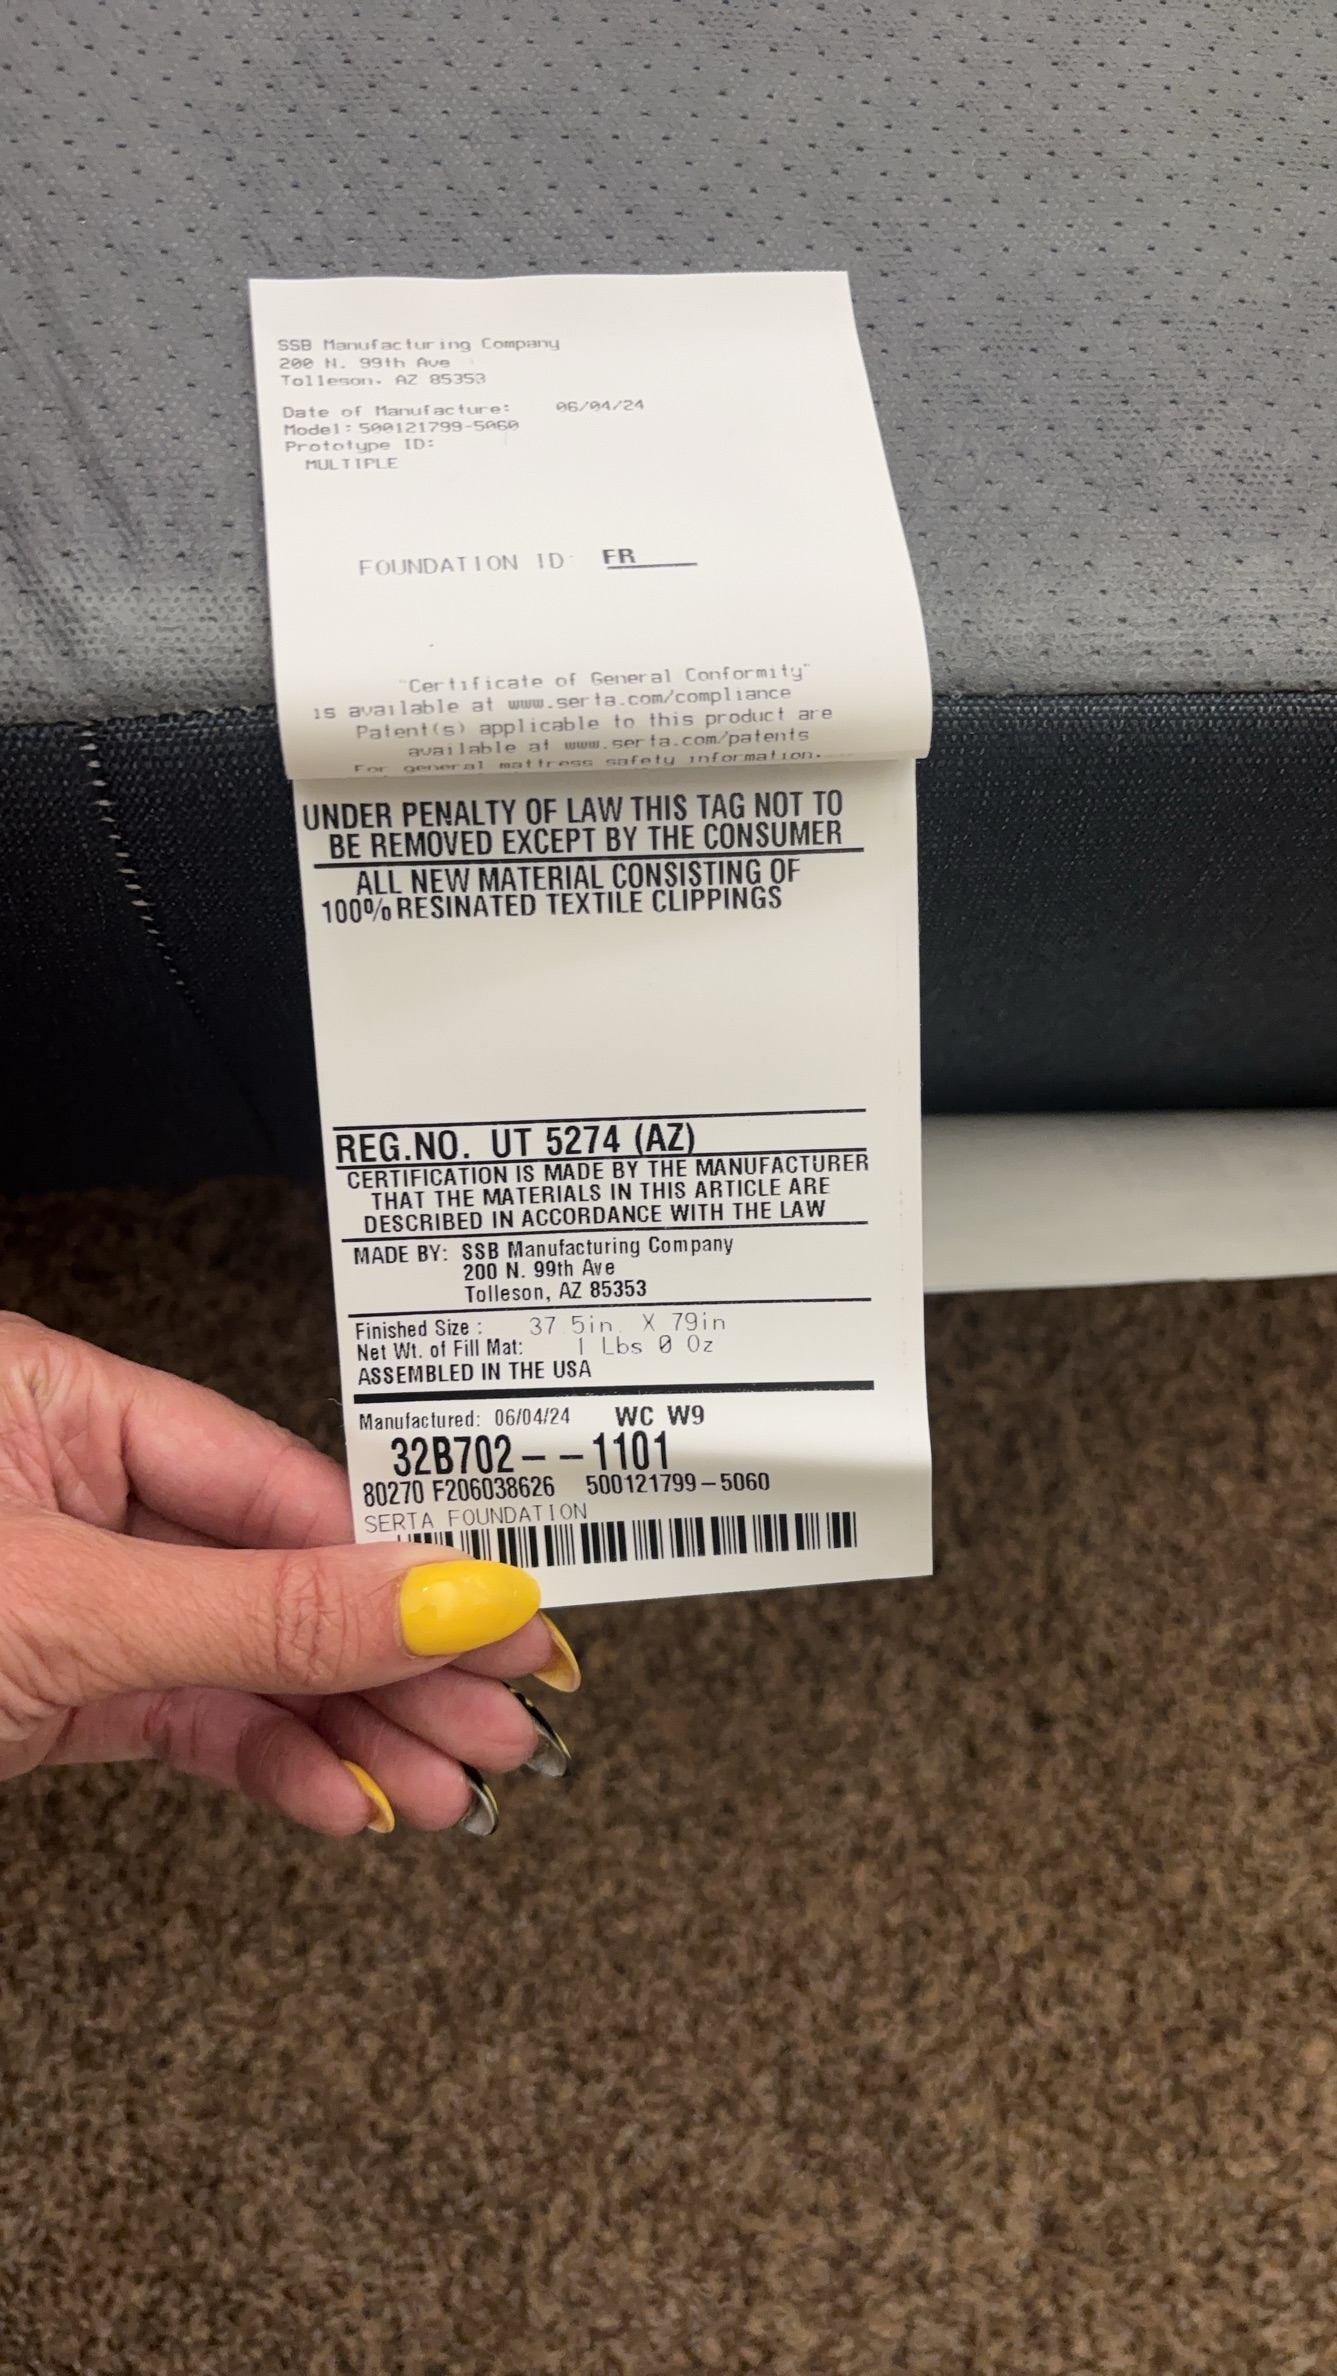 SSB Manufacturing Company
200 N. 99th Ave
Tolleson, AZ 85353
Date of Manufacture: 06/04/24
Model: 500121799-5060
Prototype ID:
MULTIPLE
FOUNDATION ID: FR
"Certificate of General Conformity"
is available at www.serta.com/compliance
Patent(s) applicable to this product are
available at www.serta.com/patents
For general mattress safety information.
UNDER PENALTY OF LAW THIS TAG NOT TO
BE REMOVED EXCEPT BY THE CONSUMER
ALL NEW MATERIAL CONSISTING OF
100% RESINATED TEXTILE CLIPPINGS
REG.NO. UT 5274 (AZ)
CERTIFICATION IS MADE BY THE MANUFACTURER
THAT THE MATERIALS IN THIS ARTICLE ARE
DESCRIBED IN ACCORDANCE WITH THE LAW
MADE BY: SSB Manufacturing Company
200 N. 99th Ave
Tolleson, AZ 85353
Finished Size : 37.5in. X 79in
Net Wt. of Fill Mat: 1 Lbs 0 Oz
ASSEMBLED IN THE USA
Manufactured: 06/04/24 WC W9
32B702--1101
80270 F206038626 500121799-5060
SERTA FOUNDATION